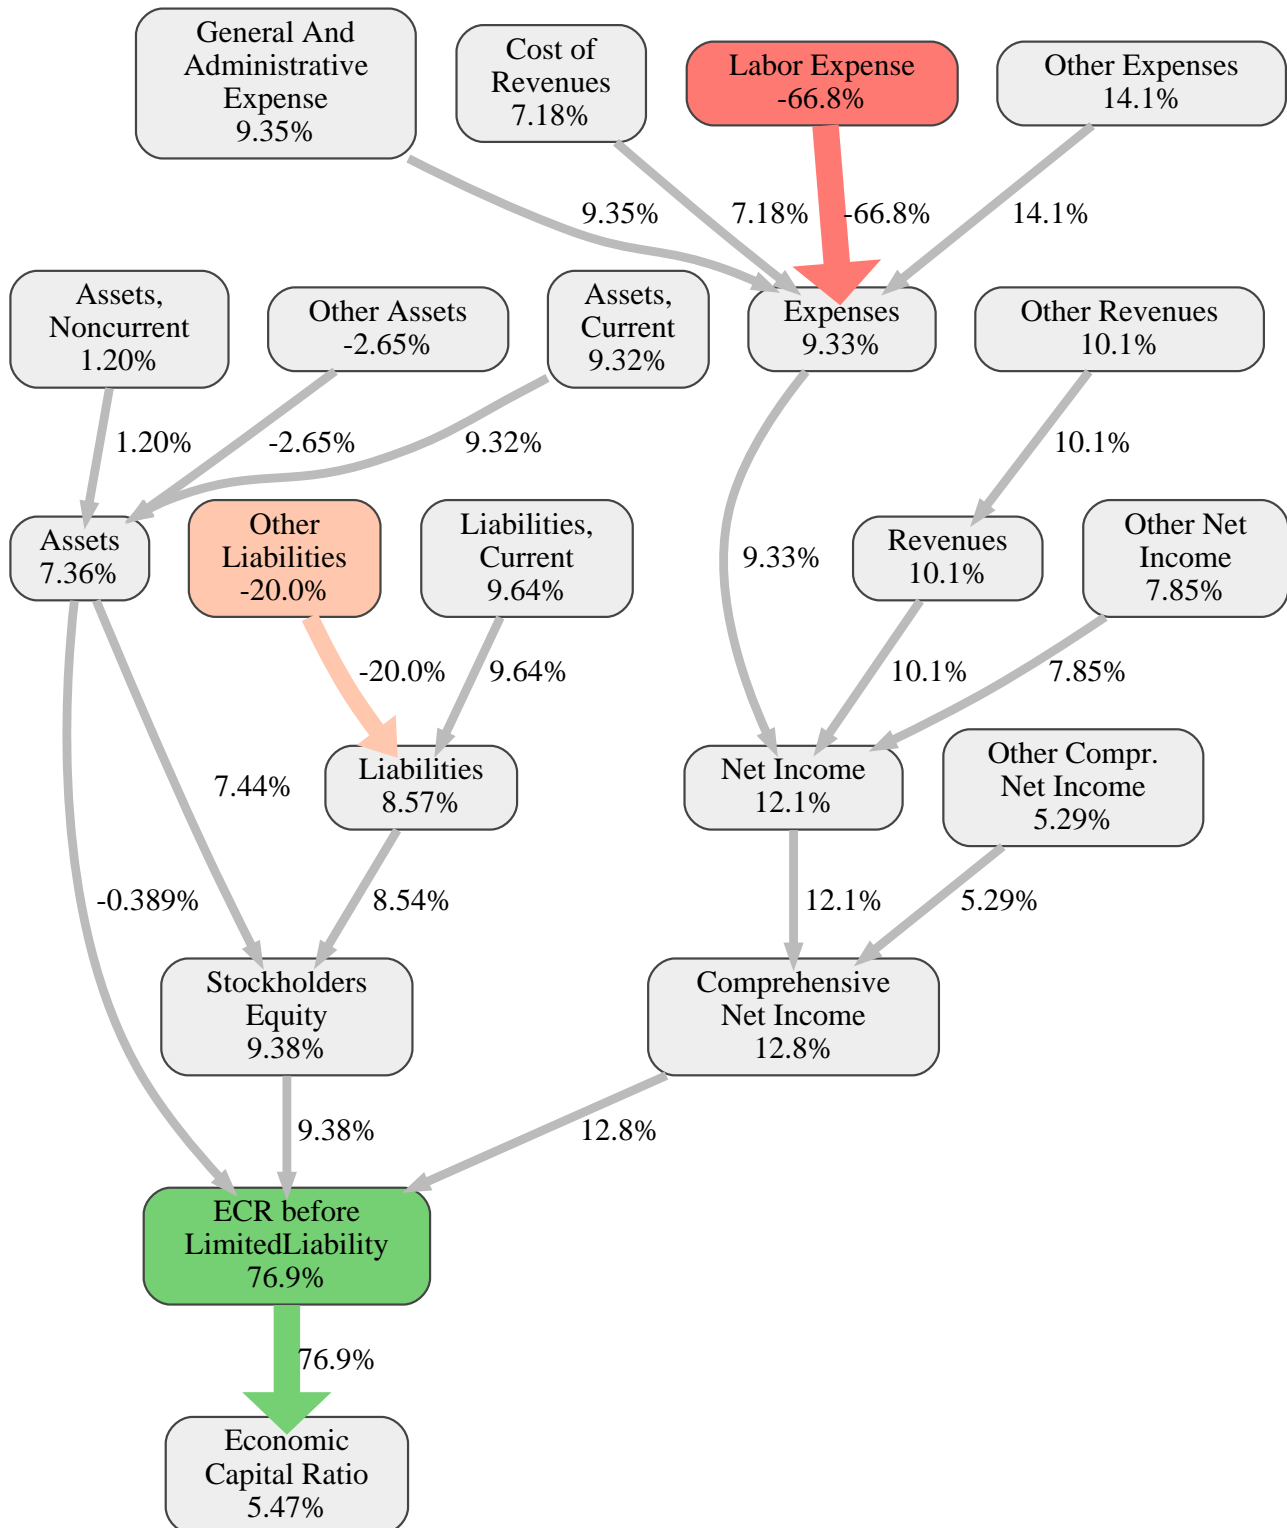 General And
Administrative
Expense
9.35%
Cost of
Revenues
7.18%
Labor Expense
-66.8%
Other Expenses
14.1%
9.35%
7.18%
-66.8%
14.1%
Assets,
Noncurrent
1.20%
Other Assets
-2.65%
Assets,
Current
9.32%
Expenses
9.33%
Other Revenues
10.1%
1.20%
-2.65%
9.32%
10.1%
Assets
7.36%
Other
Liabilities
-20.0%
Liabilities,
Current
9.64%
9.33%
Revenues
10.1%
Other Net
Income
7.85%
-20.0%
9.64%
10.1%
7.85%
7.44%
Liabilities
8.57%
Net Income
12.1%
Other Compr.
Net Income
5.29%
-0.389%
8.54%
12.1%
5.29%
Stockholders
Equity
9.38%
Comprehensive
Net Income
12.8%
9.38%
12.8%
ECR before
LimitedLiability
76.9%
76.9%
Economic
Capital Ratio
5.47%